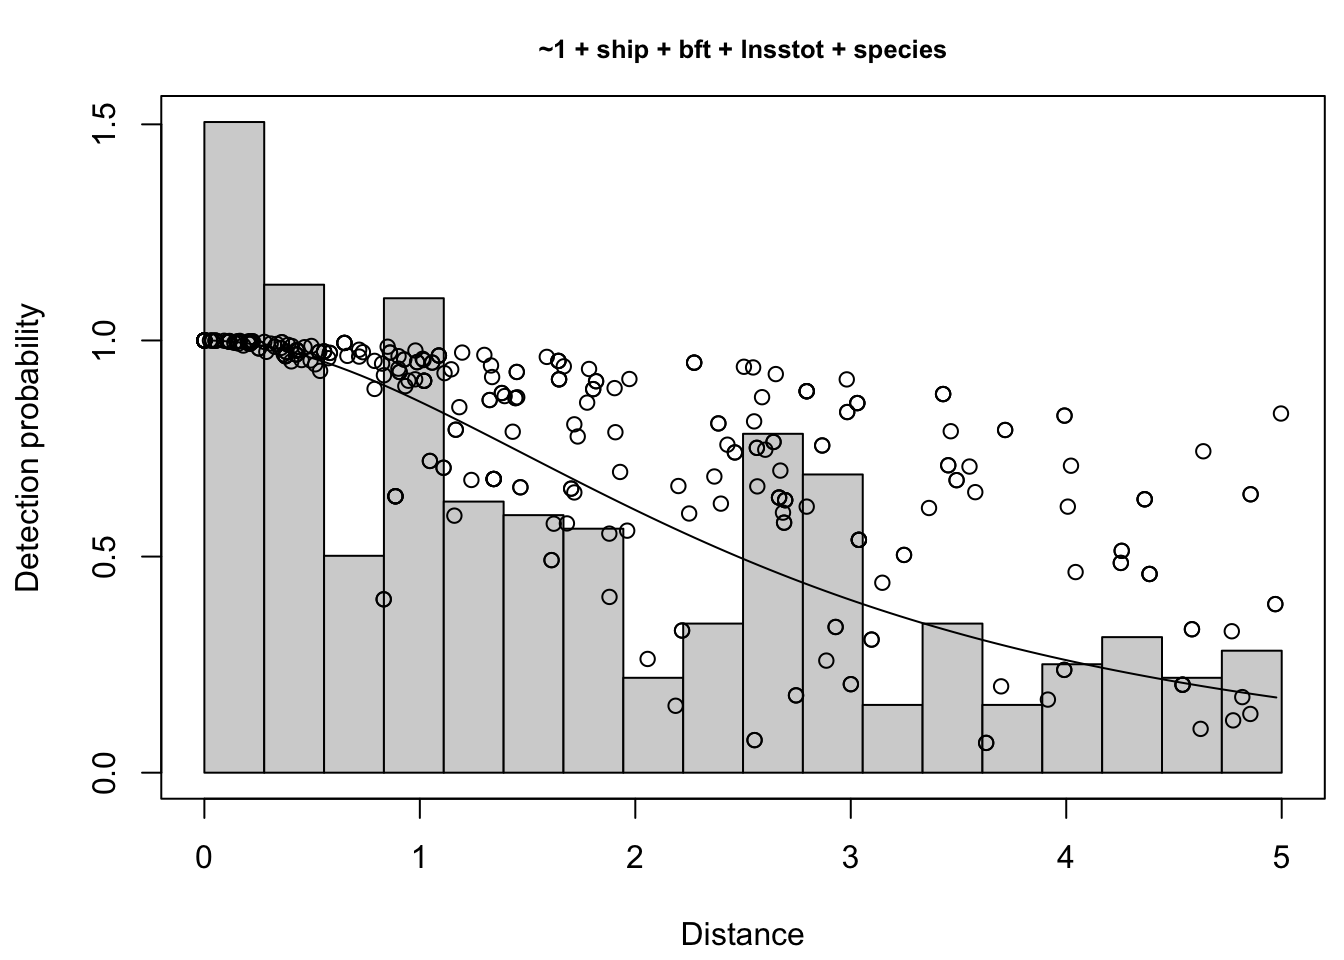 ~1 + ship + bft + lnsstot + species
Detection probability
1.5
1.0
0.5
0.0
0 1 2 3 4 5
Distance